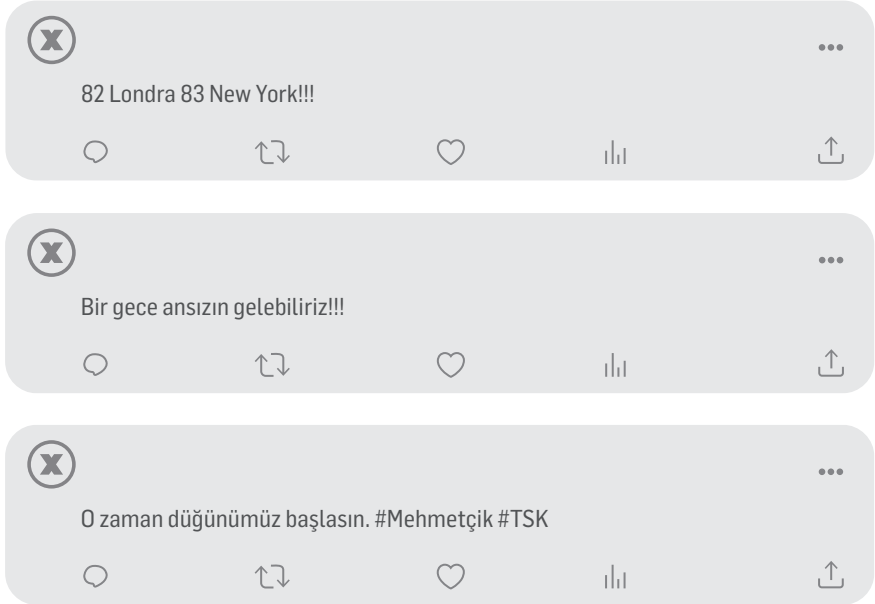 82 Londra 83 New York!!!
Bir gece ansızın gelebiliriz!!!
O zaman düğünümüz başlasın. #Mehmetçik #TSK